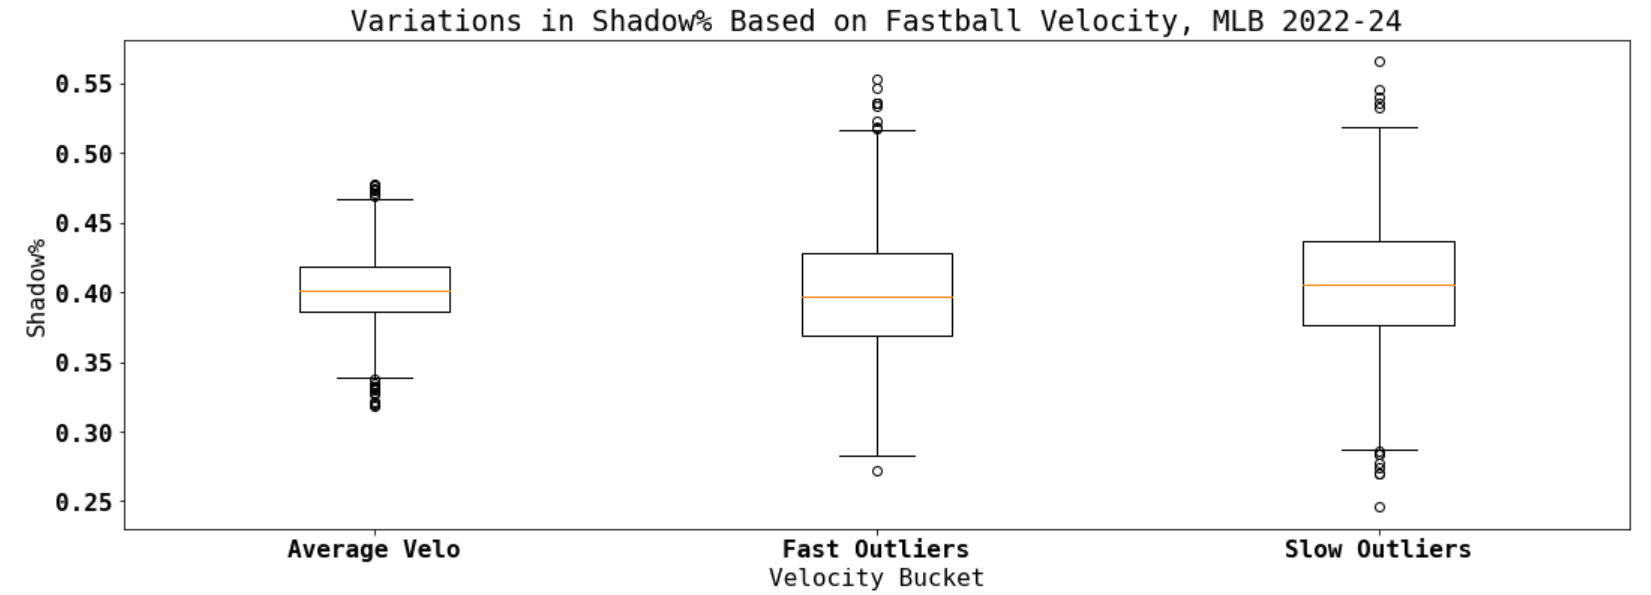 Variations in Shadow% Based on Fastball Velocity, MLB 2022-24
Shadow%
0.55
0.50
0.45
0.40
0.35
0.30
0.25
Average Velo
Fast Outliers
Slow Outliers
Velocity Bucket